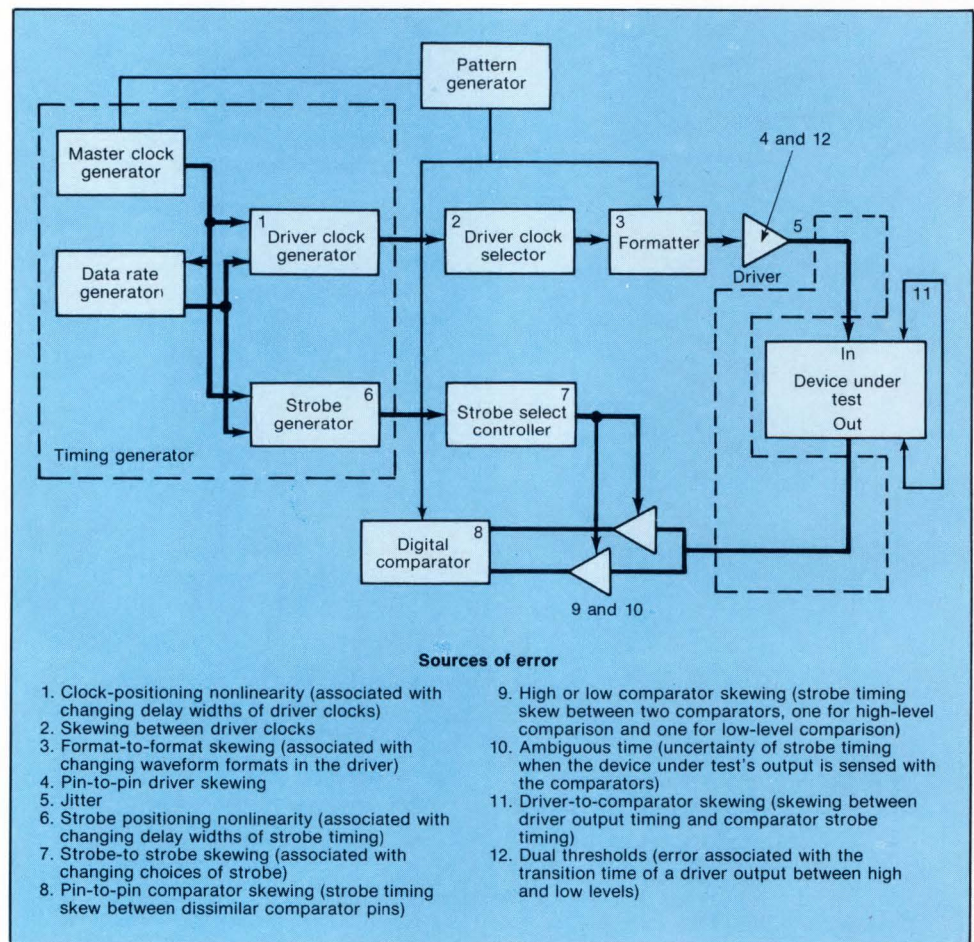 Pattern
generator
4 and 12
Master clock
generator
1
Driver clock
generator
2
Driver clock
selector
3
Formatter
5
Driver
Data rate
generator
11
In
Device under
test
Out
6
Strobe
generator
7
Strobe select
controller
Timing generator
8
Digital
comparator
9 and 10
Sources of error
1. Clock-positioning nonlinearity (associated with
changing delay widths of driver clocks)
2. Skewing between driver clocks
3. Format-to-format skewing (associated with
changing waveform formats in the driver)
4. Pin-to-pin driver skewing
5. Jitter
6. Strobe positioning nonlinearity (associated with
changing delay widths of strobe timing)
7. Strobe-to strobe skewing (associated with
changing choices of strobe)
8. Pin-to-pin comparator skewing (strobe timing
skew between dissimilar comparator pins)
9. High or low comparator skewing (strobe timing
skew between two comparators, one for high-level
comparison and one for low-level comparison)
10. Ambiguous time (uncertainty of strobe timing
when the device under test's output is sensed with
the comparators)
11. Driver-to-comparator skewing (skewing between
driver output timing and comparator strobe
timing)
12. Dual thresholds (error associated with the
transition time of a driver output between high
and low levels)